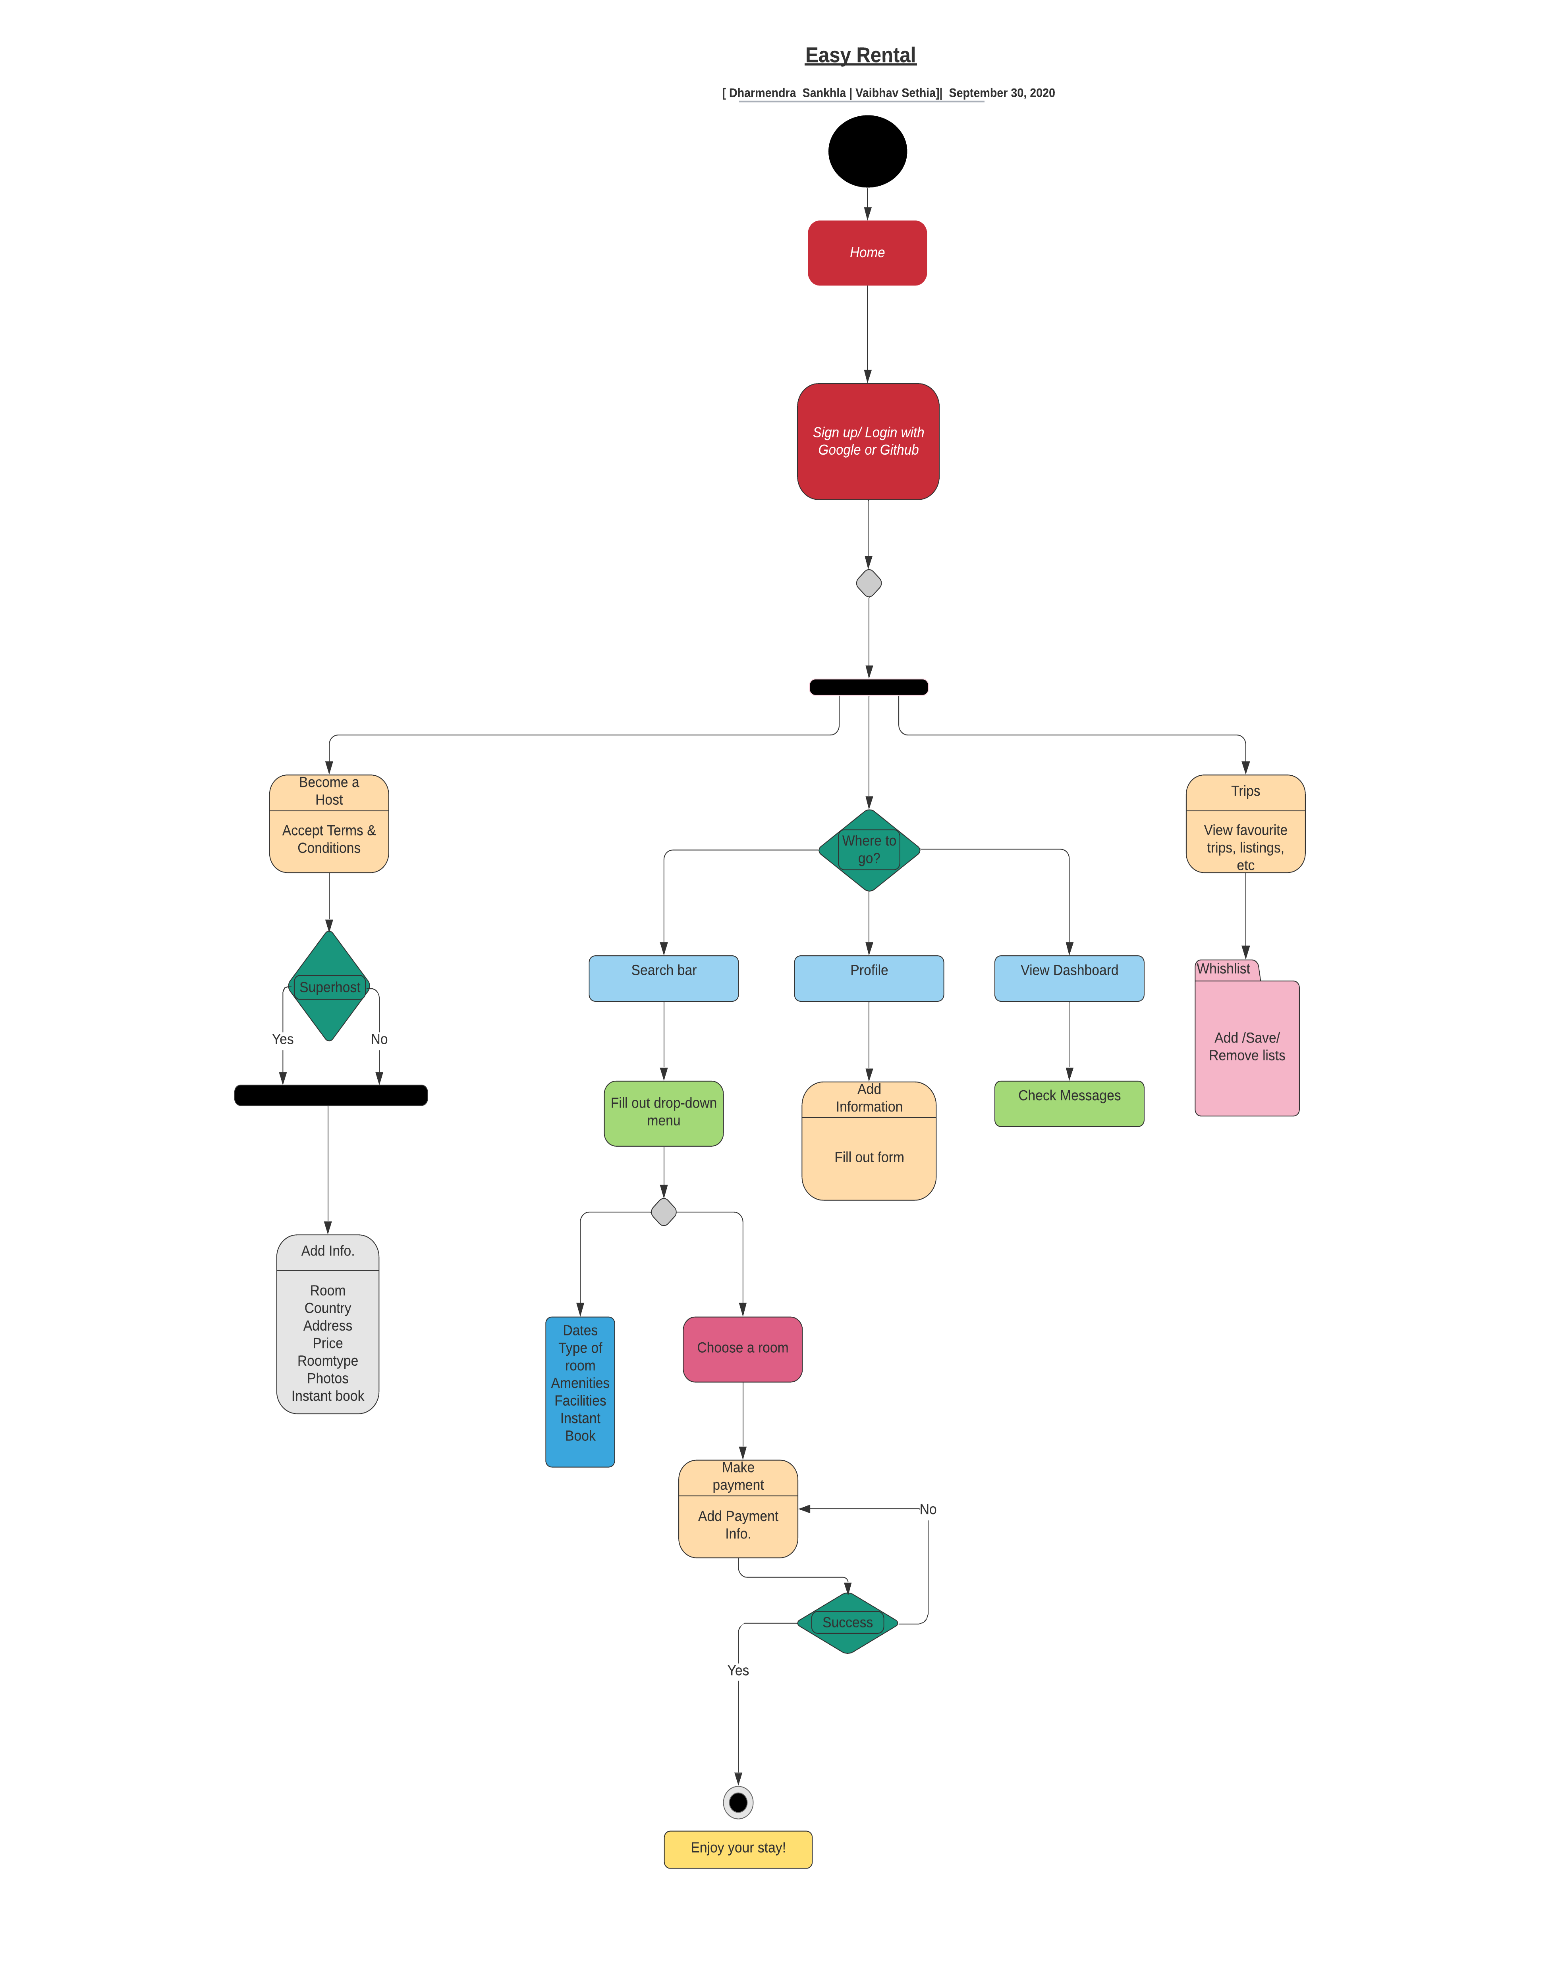 Easy Rental
[ Dharmendra  Sankhla | Vaibhav Sethia]|  September 30, 2020
Home
Sign up/ Login with
Google or Github
Become a
Host
Accept Terms &
Conditions
Where to
go?
Trips
View favourite
trips, listings,
etc
Superhost
Yes
No
Search bar
Profile
View Dashboard
Whishlist
Add /Save/
Remove lists
Fill out drop-down
menu
Add
Information
Fill out form
Check Messages
Add Info.
Room
Country
Address
Price
Roomtype
Photos
Instant book
Dates
Type of
room
Amenities
Facilities
Instant
Book
Choose a room
Make
payment
Add Payment
Info.
No
Success
Yes
Enjoy your stay!